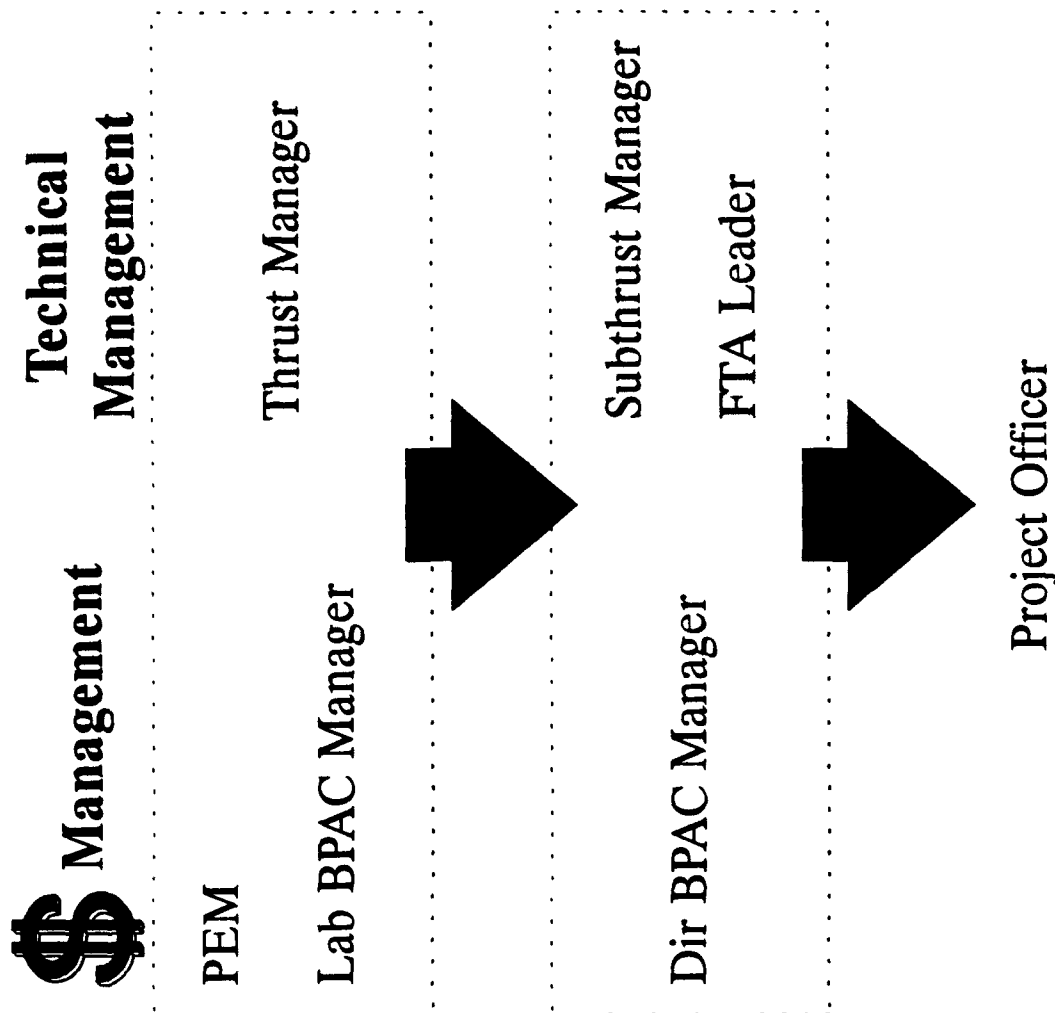 $ Management
Technical
Management
PEM
Thrust Manager
Lab BPAC Manager
Subthrust Manager
Dir BPAC Manager
FTA Leader
Project Officer